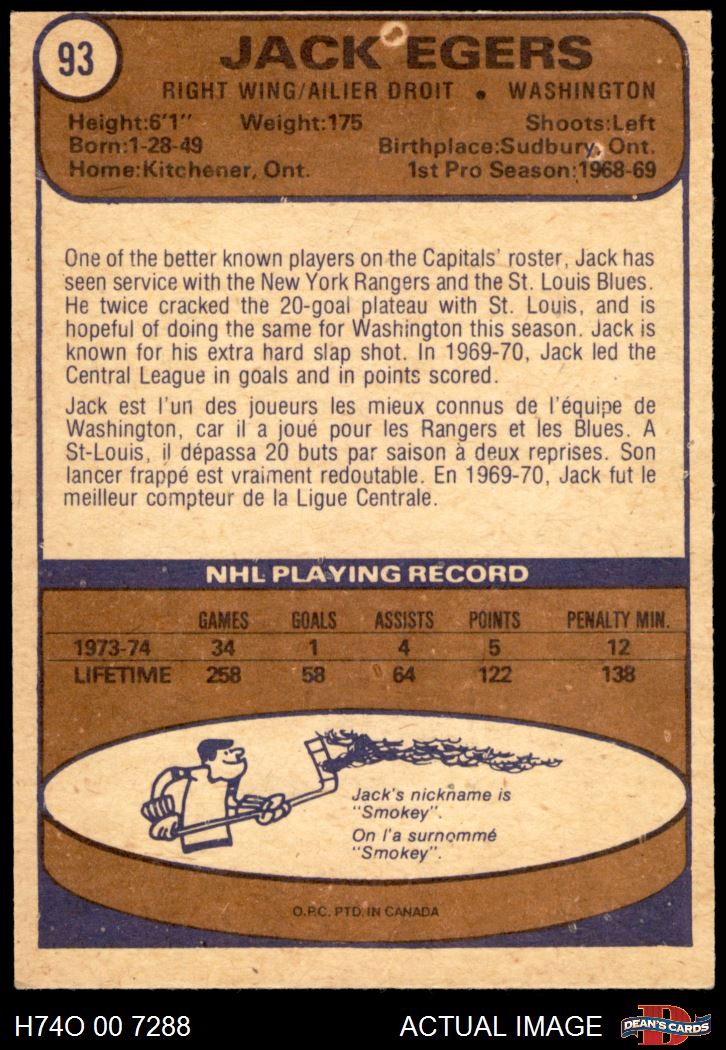 93
JACK EGERS
RIGHT WING/AILIER DROIT • WASHINGTON
Height:6'1" Weight:175 Shoots:Left
Born:1-28-49 Birthplace:Sudbury, Ont.
Home:Kitchener, Ont. 1st Pro Season:1968-69
One of the better known players on the Capitals' roster, Jack has
seen service with the New York Rangers and the St. Louis Blues.
He twice cracked the 20-goal plateau with St. Louis, and is
hopeful of doing the same for Washington this season. Jack is
known for his extra hard slap shot. In 1969-70, Jack led the
Central League in goals and in points scored.
Jack est l'un des joueurs les mieux connus de l'équipe de
Washington, car il a joué pour les Rangers et les Blues. A
St-Louis, il dépassa 20 buts par saison à deux reprises. Son
lancer frappé est vraiment redoutable. En 1969-70, Jack fut le
meilleur compteur de la Ligue Centrale.
NHL PLAYING RECORD
GAMES GOALS ASSISTS POINTS PENALTY MIN.
1973-74 34 1 4 5 12
LIFETIME 258 58 64 122 138
Jack's nickname is
"Smokey".
On l'a surnommé
"Smokey".
O.P.C. PTD. IN CANADA
H74O 00 7288 ACTUAL IMAGE
D
DEAN'S CARDS